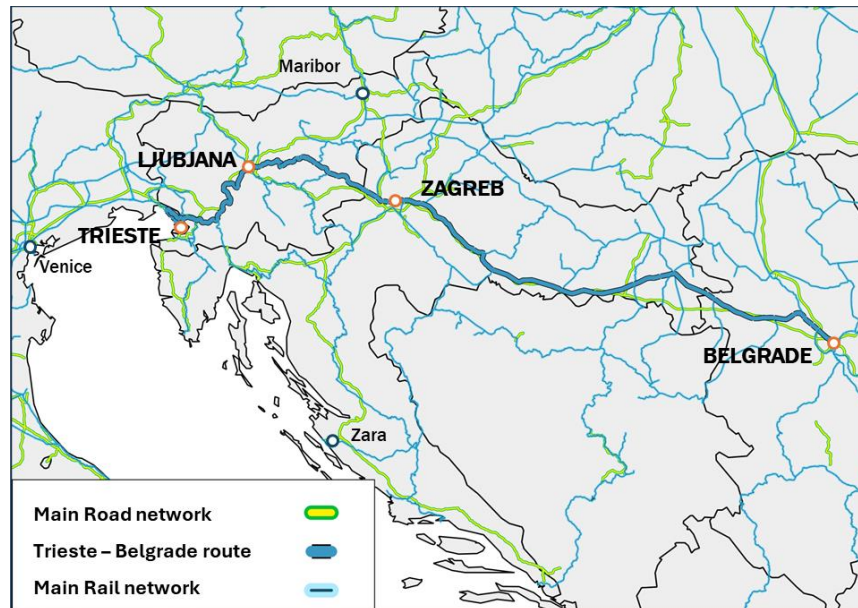 Maribor
LJUBJANA
ZAGREB
TRIESTE
Venice
BELGRADE
Zara
Main Road network
Trieste – Belgrade route
Main Rail network